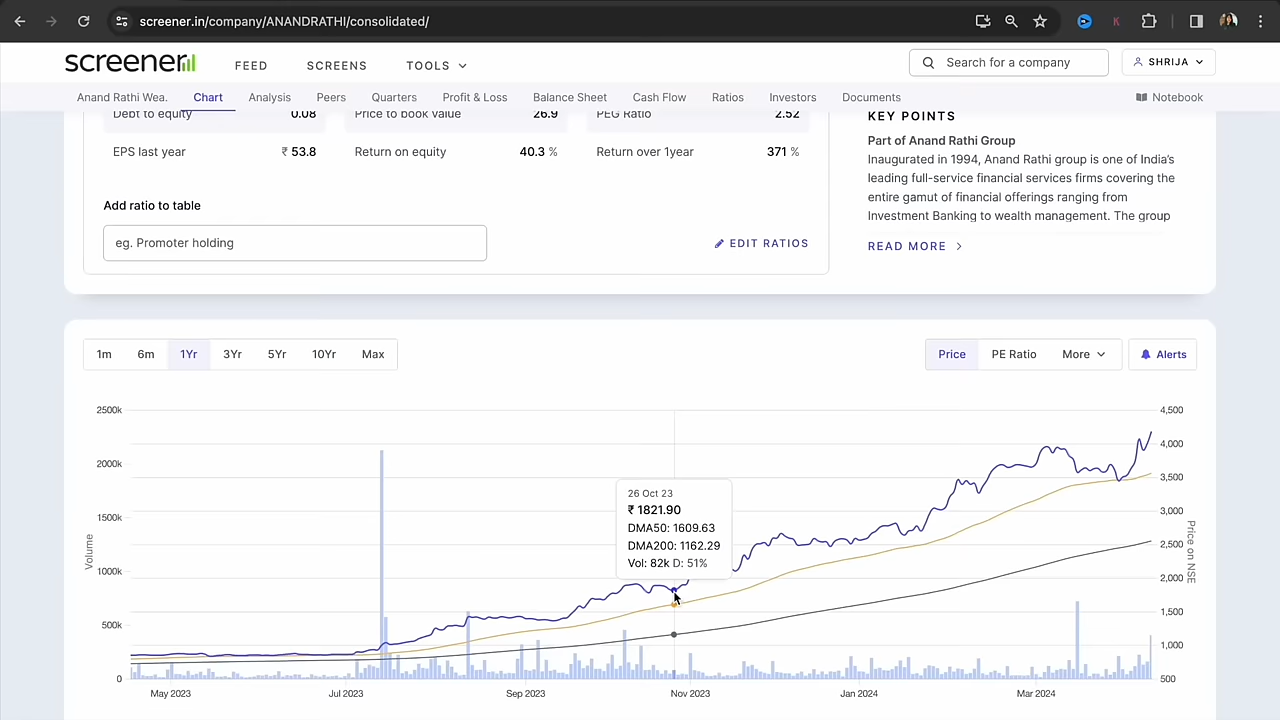 screener.in/company/ANANDRATHI/consolidated/
K
screener
FEED
SCREENS
TOOLS
Search for a company
SHRIJA
Anand Rathi Wea.
Chart
Analysis
Peers
Quarters
Profit & Loss
Balance Sheet
Cash Flow
Ratios
Investors
Documents
Notebook
Debt to equity 0.08
Price to book value 26.9
PEG Ratio 2.52
EPS last year ₹ 53.8
Return on equity 40.3 %
Return over 1year 371 %
Add ratio to table
eg. Promoter holding
EDIT RATIOS
KEY POINTS
Part of Anand Rathi Group
Inaugurated in 1994, Anand Rathi group is one of India's
leading full-service financial services firms covering the
entire gamut of financial offerings ranging from
Investment Banking to wealth management. The group
READ MORE
1m
6m
1Yr
3Yr
5Yr
10Yr
Max
Price
PE Ratio
More
Alerts
2500k
2000k
1500k
1000k
500k
0
Volume
26 Oct 23
₹ 1821.90
DMA50: 1609.63
DMA200: 1162.29
Vol: 82k D: 51%
4,500
4,000
3,500
3,000
2,500
2,000
1,500
1,000
500
Price on NSE
May 2023
Jul 2023
Sep 2023
Nov 2023
Jan 2024
Mar 2024